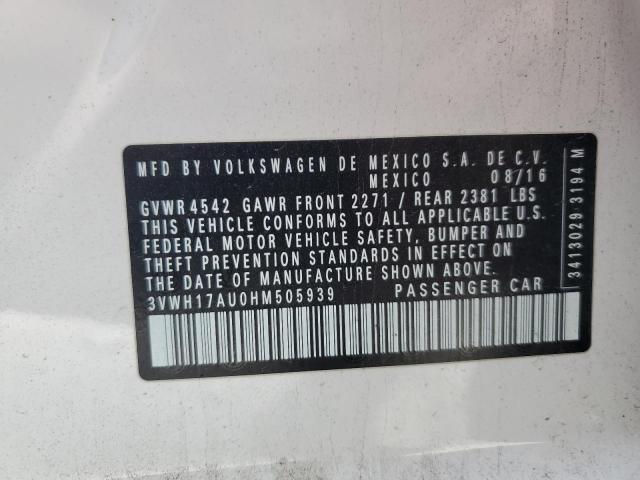 MFD BY VOLKSWAGEN DE MEXICO S.A. DE C.V.
MEXICO 08/16
GVWR 4542 GAWR FRONT 2271 / REAR 2381 LBS
THIS VEHICLE CONFORMS TO ALL APPLICABLE U.S.
FEDERAL MOTOR VEHICLE SAFETY, BUMPER AND
THEFT PREVENTION STANDARDS IN EFFECT ON
THE DATE OF MANUFACTURE SHOWN ABOVE.
3VWH17AU0HM505939 PASSENGER CAR
3413029-3194 M